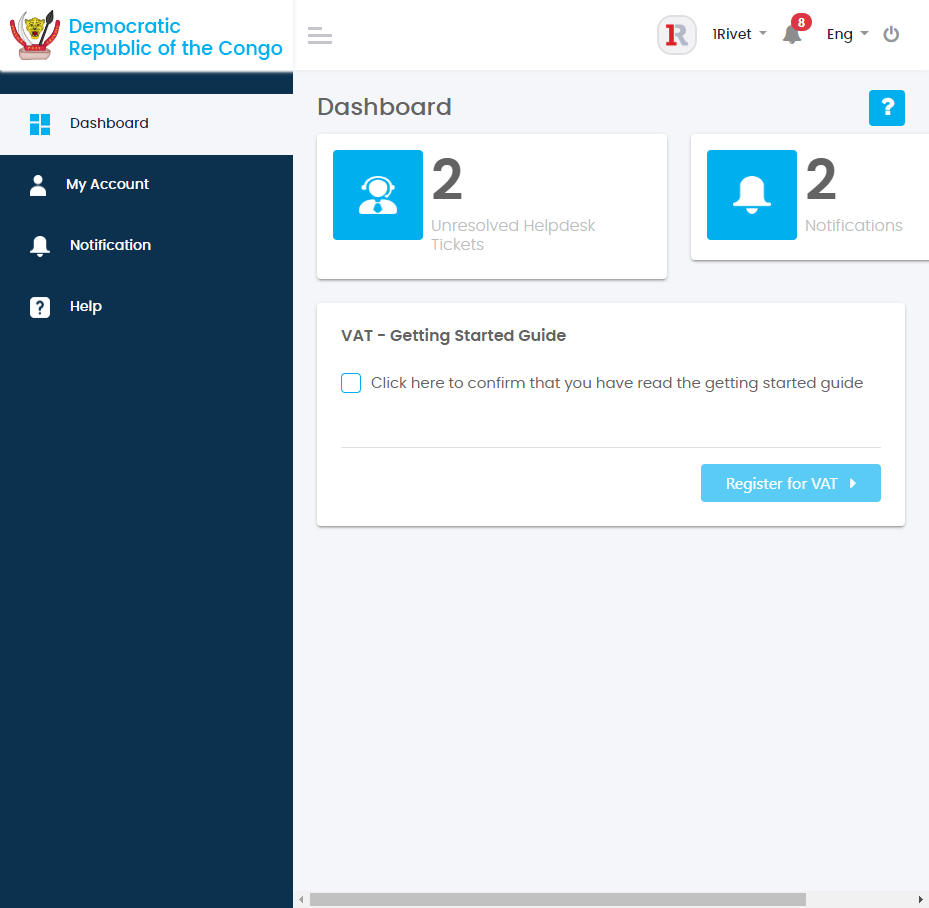 Democratic
Republic of the Congo
1R
1Rivet
8
Eng
Dashboard
My Account
Notification
? Help
Dashboard
?
2
Unresolved Helpdesk
Tickets
2
Notifications
VAT - Getting Started Guide
Click here to confirm that you have read the getting started guide
Register for VAT